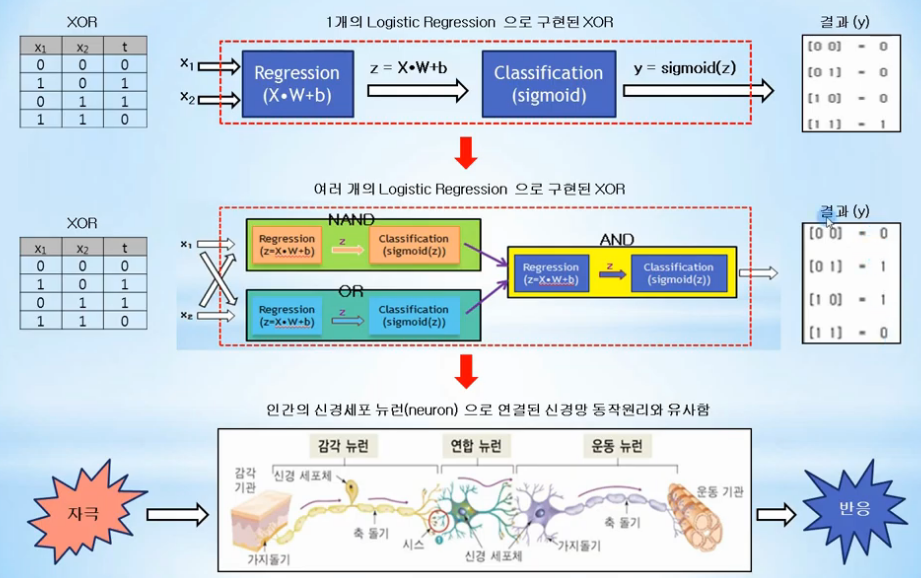 XOR
1개의 Logistic Regression 으로 구현된 XOR
결과 (y)
x₁ x₂ t
0 0 0
1 0 1
0 1 1
1 1 0
x₁
x₂
Regression
(X•W+b)
z = X•W+b
Classification
(sigmoid)
y = sigmoid(z)
[0 0] = 0
[0 1] = 0
[1 0] = 0
[1 1] = 1
여러 개의 Logistic Regression 으로 구현된 XOR
XOR
결과 (y)
x₁ x₂ t
0 0 0
1 0 1
0 1 1
1 1 0
x₁
x₂
NAND
Regression
(z=X•W+b)
z
Classification
(sigmoid(z))
OR
Regression
(z=X•W+b)
z
Classification
(sigmoid(z))
AND
Regression
(z=X•W+b)
z
Classification
(sigmoid(z))
[0 0] = 0
[0 1] = 1
[1 0] = 1
[1 1] = 0
인간의 신경세포 뉴런(neuron) 으로 연결된 신경망 동작원리와 유사함
자극
감각 뉴런
연합 뉴런
운동 뉴런
감각
기관
신경 세포체
축 돌기
가지돌기
시스
신경 세포체
가지돌기
축 돌기
운동 기관
반응